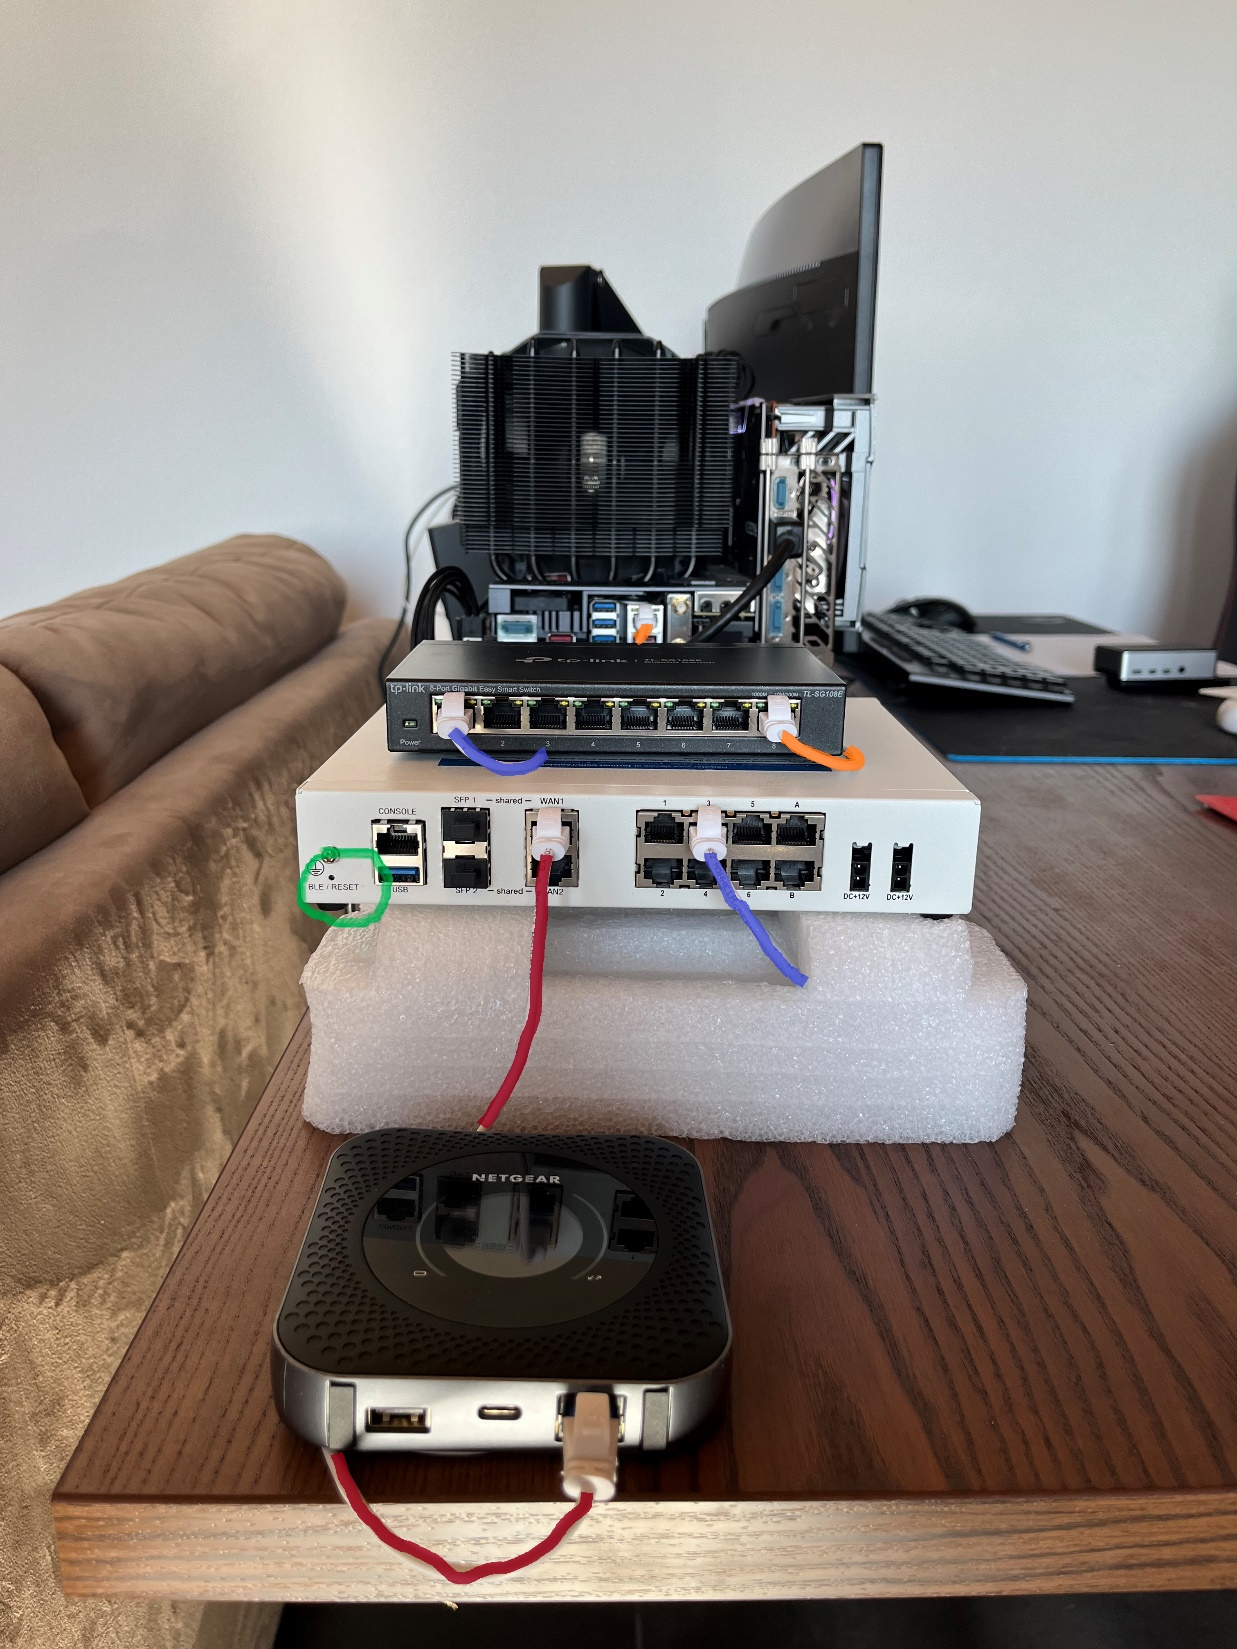 tp-link
tp-link 8-Port Gigabit Easy Smart Switch
TL-SG108E
Power
2 3 4 5 6 7 8
SFP 1 – shared – WAN1
CONSOLE
1 3 5 A
BLE / RESET
USB
SFP 2 – shared – WAN2
2 4 6 B
DC+12V DC+12V
NETGEAR